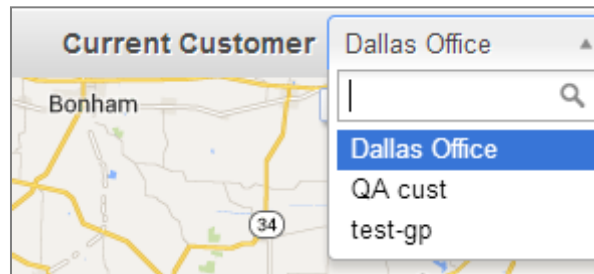 Current Customer Dallas Office
Bonham
Dallas Office
QA cust
34
test-gp